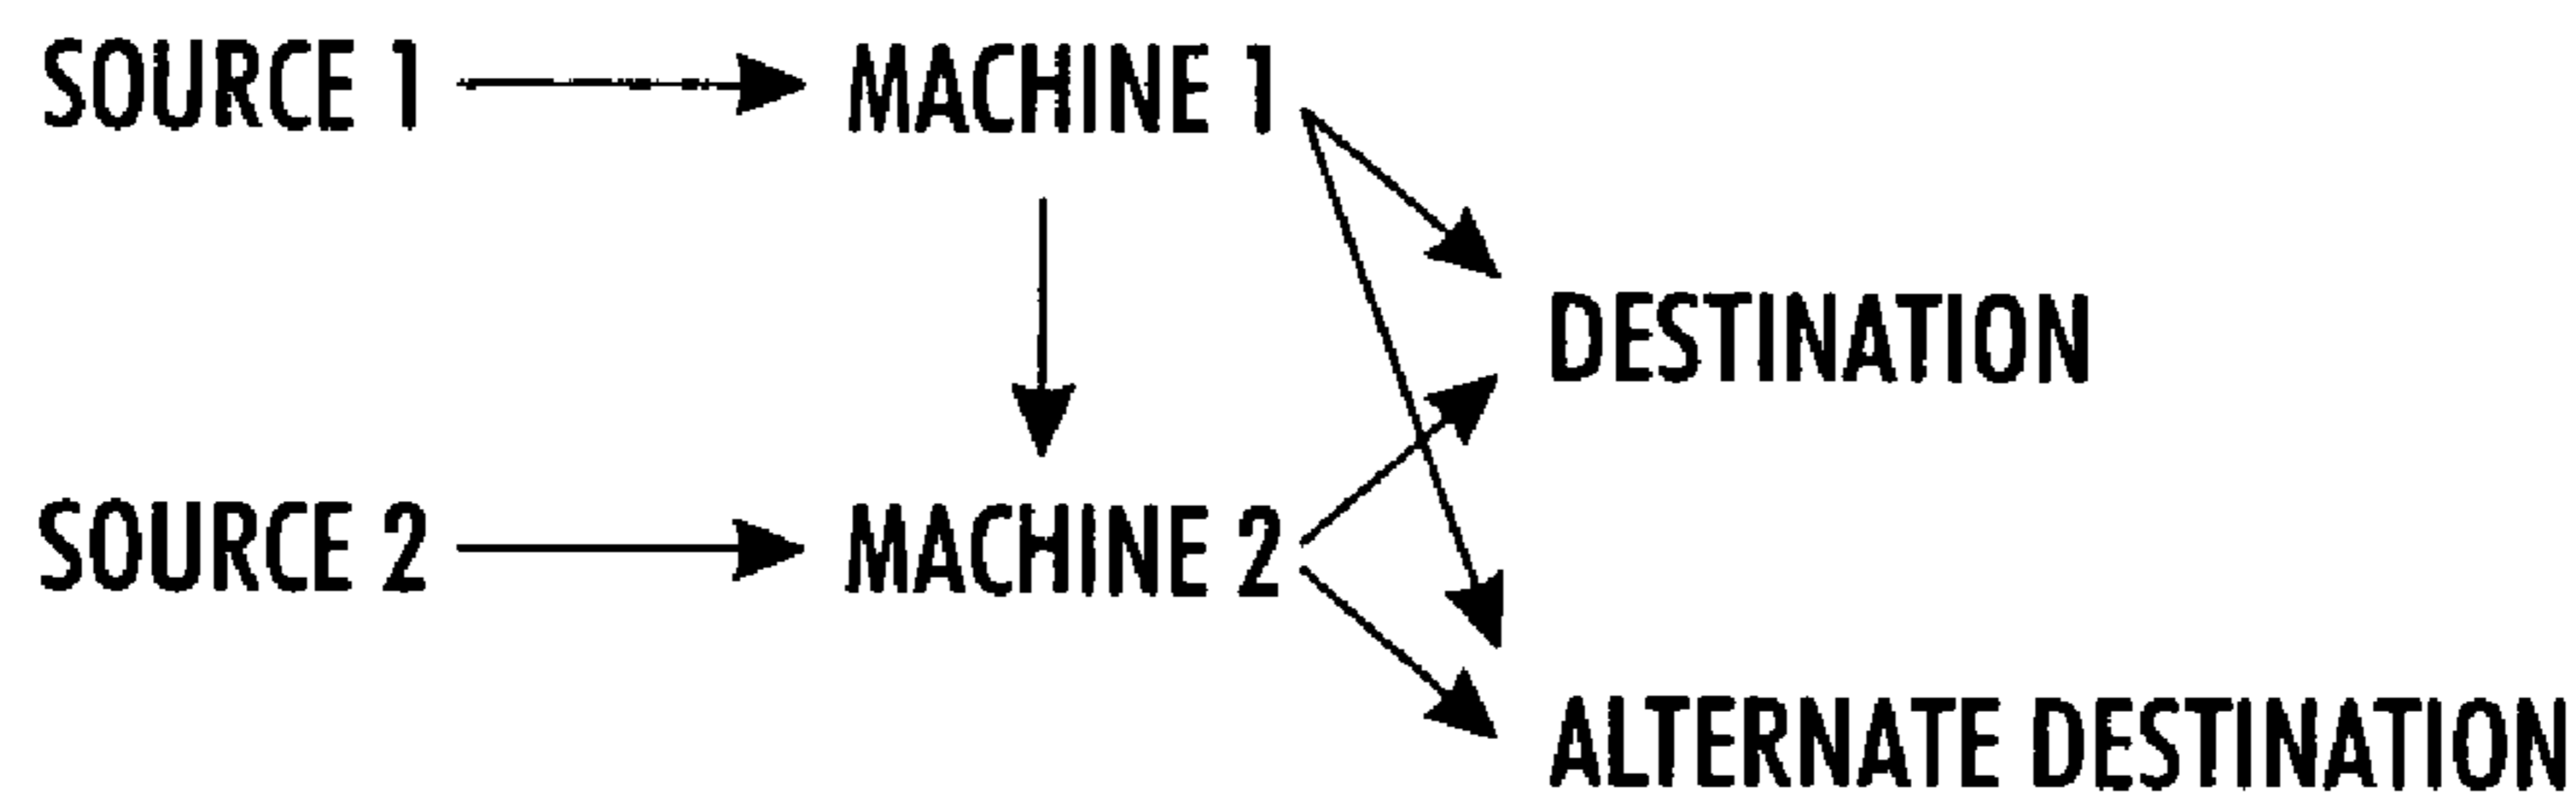 SOURCE 1
MACHINE 1
DESTINATION
SOURCE 2
MACHINE 2
ALTERNATE DESTINATION